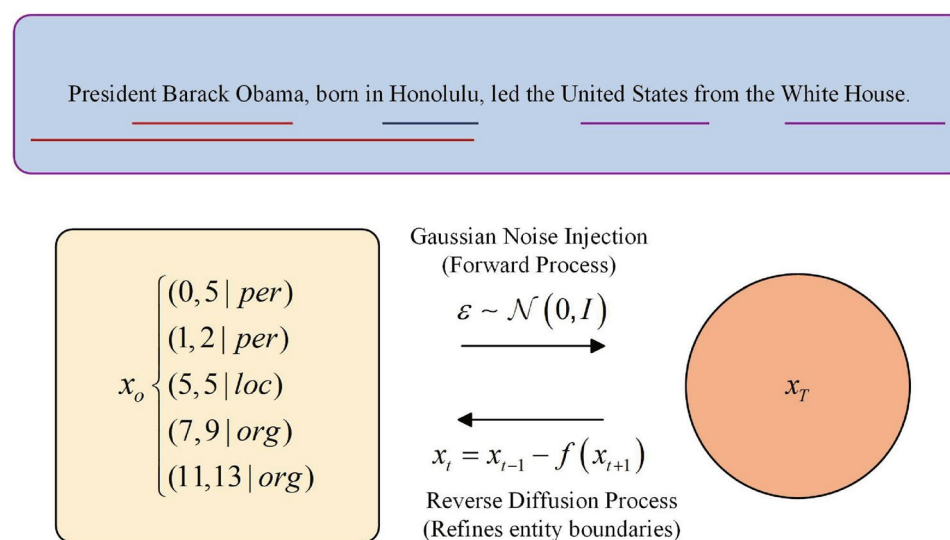 President Barack Obama, born in Honolulu, led the United States from the White House.
Gaussian Noise Injection
(Forward Process)
ε ~ 𝒩(0, I)
x_o { (0,5 | per)
(1,2 | per)
(5,5 | loc)
(7,9 | org)
(11,13 | org)
x_t = x_{t-1} − f(x_{t+1})
Reverse Diffusion Process
(Refines entity boundaries)
x_T